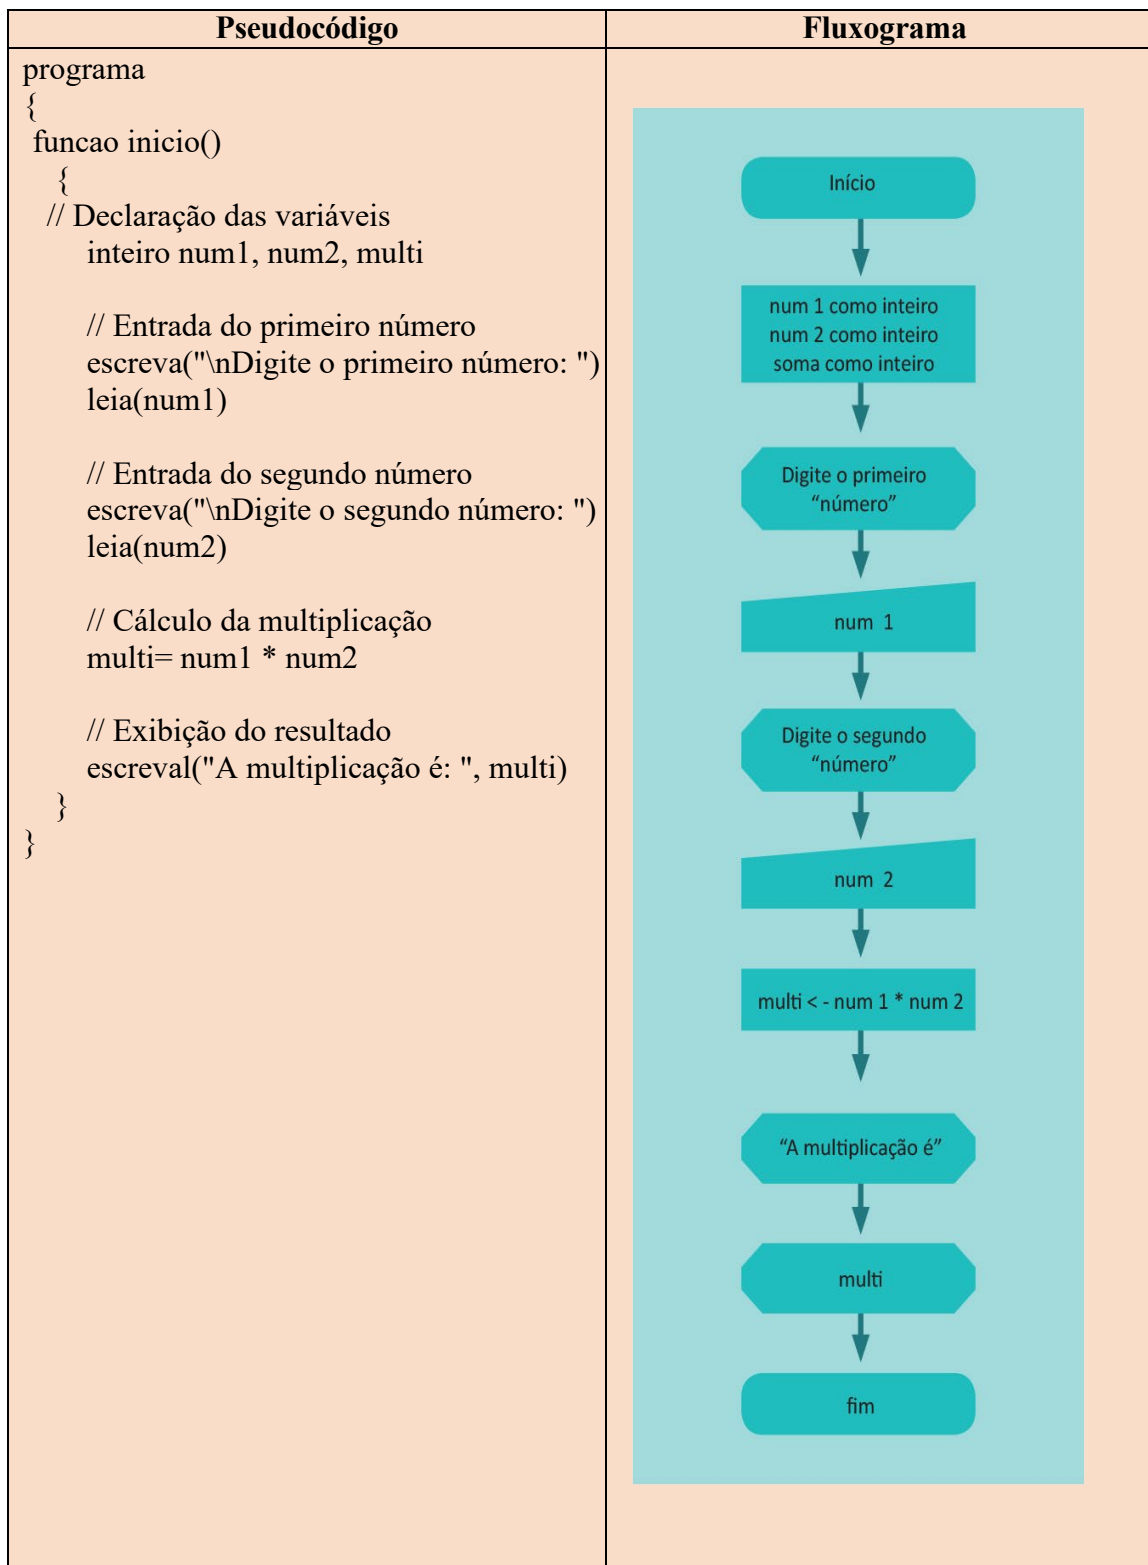 Pseudocódigo
programa
{
funcao inicio()
{
// Declaração das variáveis
inteiro num1, num2, multi
// Entrada do primeiro número
escreva("\nDigite o primeiro número: ")
leia(num1)
// Entrada do segundo número
escreva("\nDigite o segundo número: ")
leia(num2)
// Cálculo da multiplicação
multi= num1 * num2
// Exibição do resultado
escreval("A multiplicação é: ", multi)
}
}
Fluxograma
Início
num 1 como inteiro
num 2 como inteiro
soma como inteiro
Digite o primeiro
“número”
num 1
Digite o segundo
“número”
num 2
multi < - num 1 * num 2
“A multiplicação é”
multi
fim